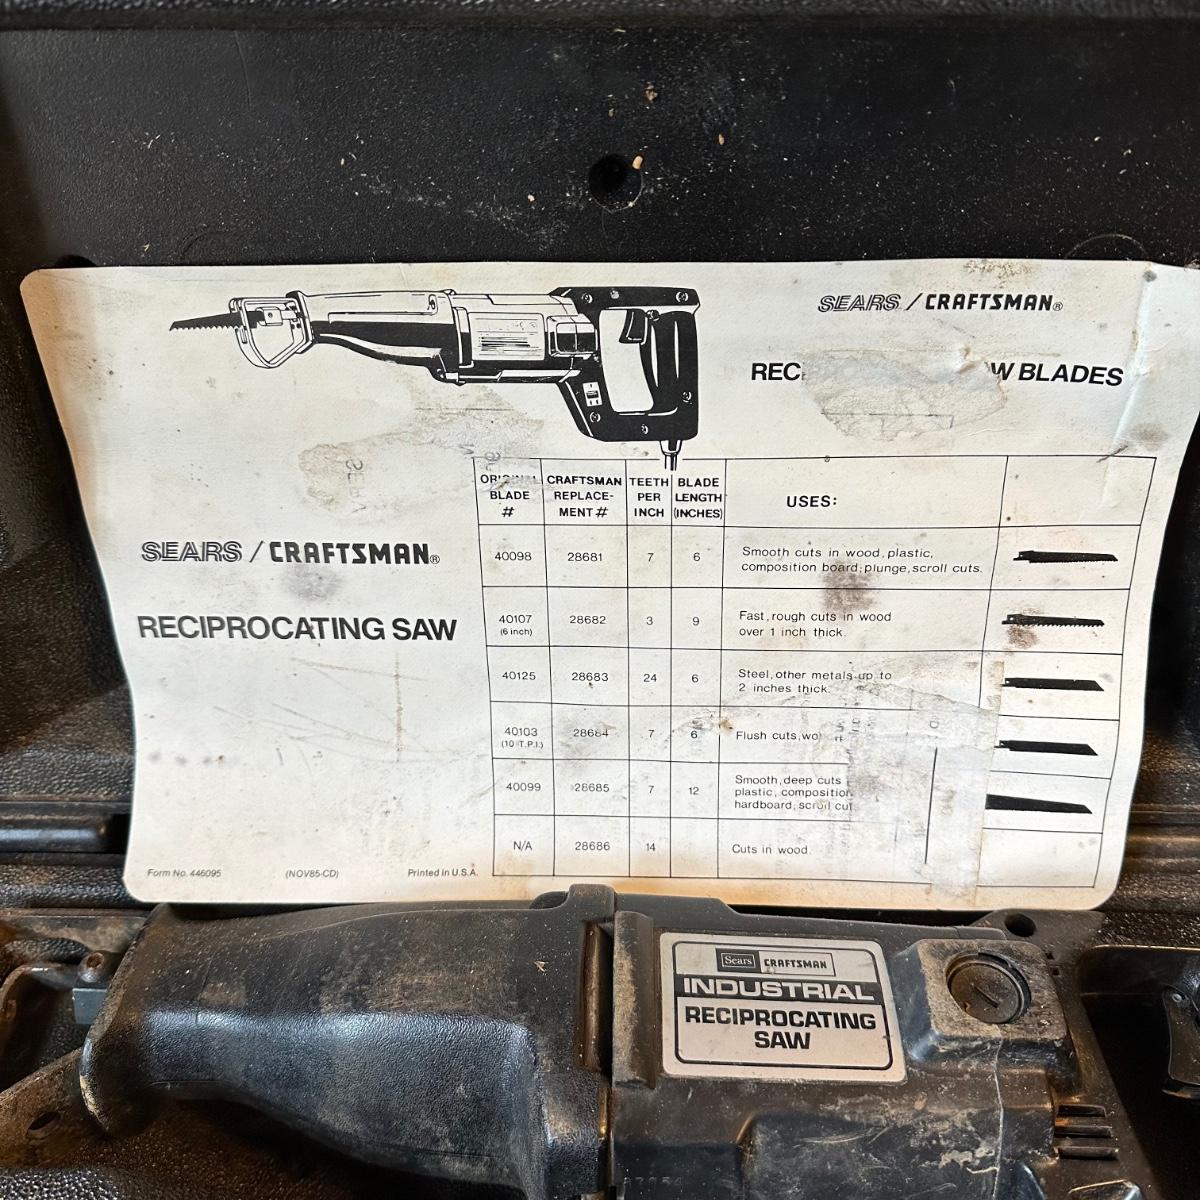 SEARS / CRAFTSMAN®
W BLADES
SEARS / CRAFTSMAN®
RECIPROCATING SAW
ORIGINAL BLADE #
CRAFTSMAN REPLACE-MENT #
TEETH PER INCH
BLADE LENGTH (INCHES)
USES:
40098 28681 7 6 Smooth cuts in wood, plastic,
composition board; plunge, scroll cuts.
40107 28682 3 9 Fast, rough cuts in wood
(6 inch) over 1 inch thick.
40125 28683 24 6 Steel, other metals up to
2 inches thick.
40103 28684 7 6 Flush cuts,
(10 T.P.I.)
40099 28685 7 12 Smooth, deep cuts
plastic, composition
hardboard; scroll
N/A 28686 14 Cuts in wood.
Form No. 446095 (NOV85-CD) Printed in U.S.A.
Sears CRAFTSMAN
INDUSTRIAL
RECIPROCATING
SAW